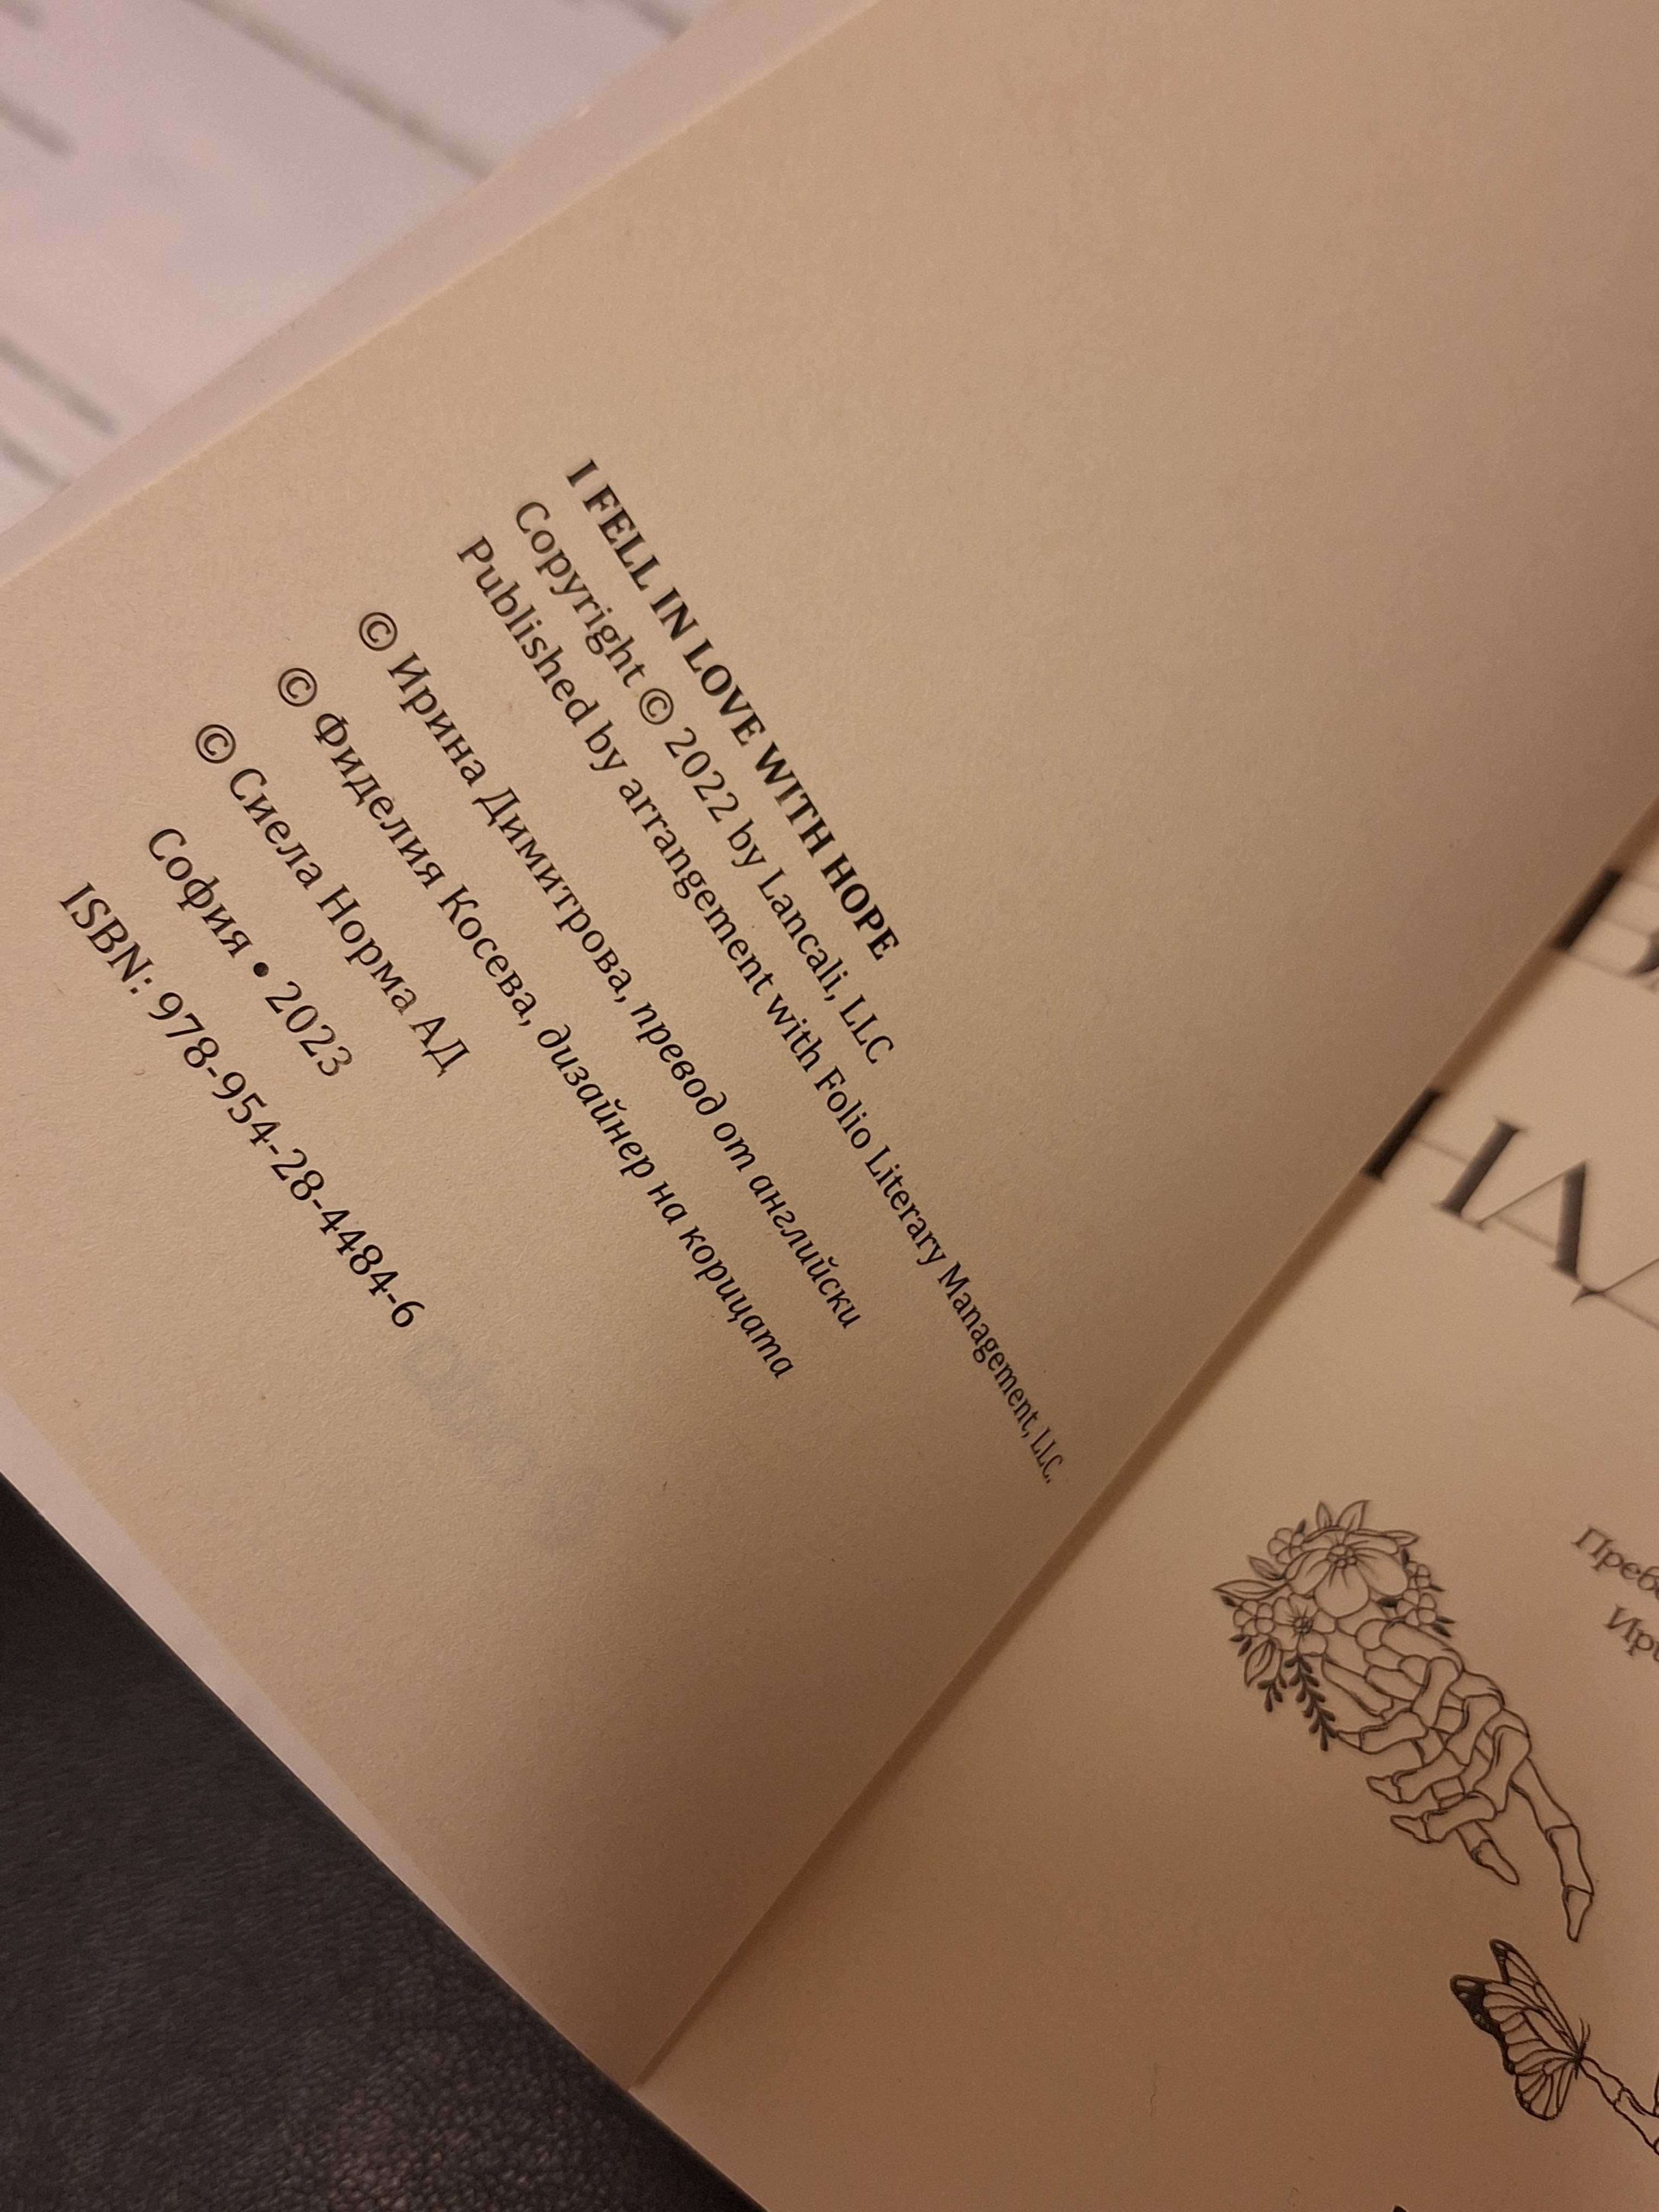 I FELL IN LOVE WITH HOPE
Copyright © 2022 by Lancali, LLC
Published by arrangement with Folio Literary Management, LLC.
© Ирина Димитрова, превод от английски
© Фиделия Косева, дизайнер на корицата
© Сиела Норма АД
София • 2023
ISBN: 978-954-28-4484-6